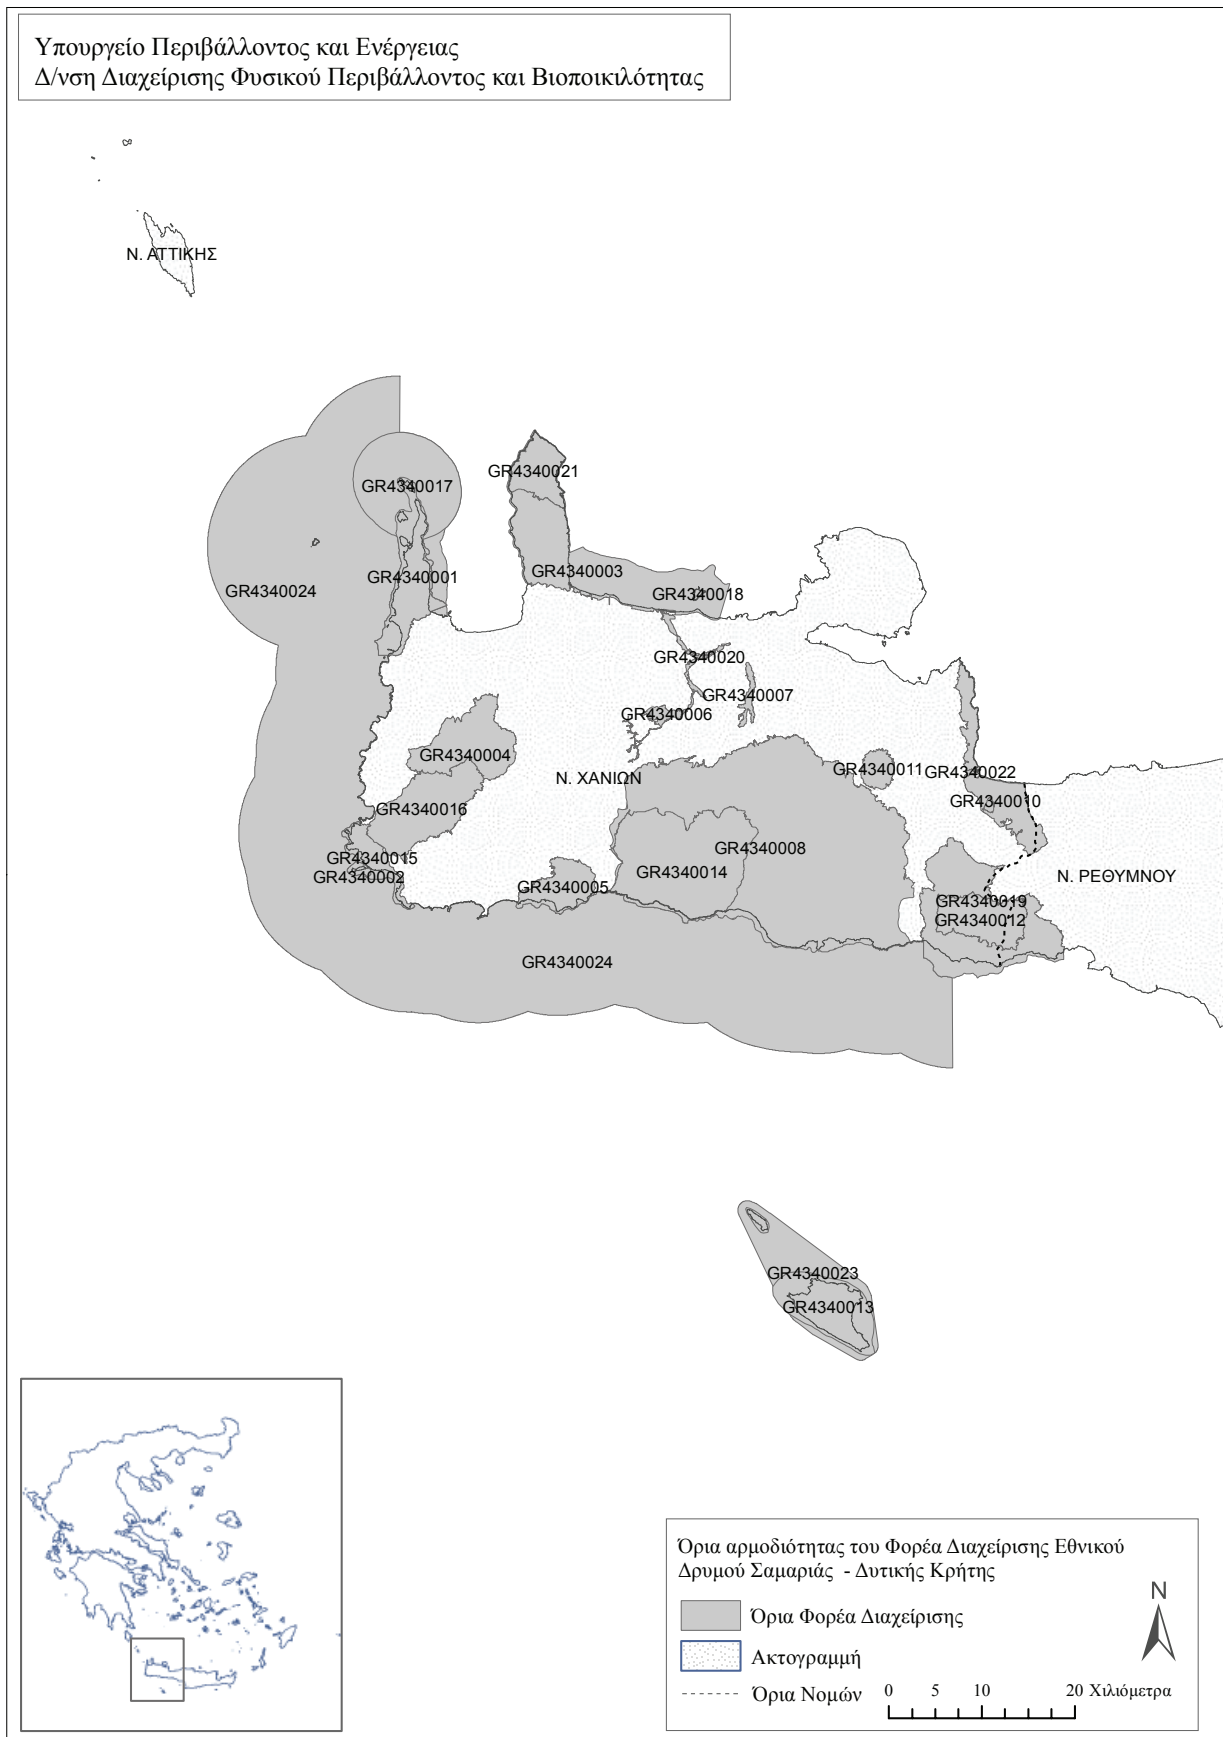 Υπουργείο Περιβάλλοντος και Ενέργειας
Δ/νση Διαχείρισης Φυσικού Περιβάλλοντος και Βιοποικιλότητας
Ν. ΑΤΤΙΚΗΣ
GR4340021
GR4340017
GR4340003
GR4340001
GR4340024
GR4340018
GR4340020
GR4340007
GR4340006
GR4340004
GR4340011
GR4340022
Ν. ΧΑΝΙΩΝ
GR4340010
GR4340016
GR4340008
GR4340015
GR4340014
GR4340002
Ν. ΡΕΘΥΜΝΟΥ
GR4340005
GR4340019
GR4340012
GR4340024
GR4340023
GR4340013
Όρια αρμοδιότητας του Φορέα Διαχείρισης Εθνικού
Δρυμού Σαμαριάς - Δυτικής Κρήτης
N
Όρια Φορέα Διαχείρισης
Ακτογραμμή
Όρια Νομών
0 5 10 20 Χιλιόμετρα